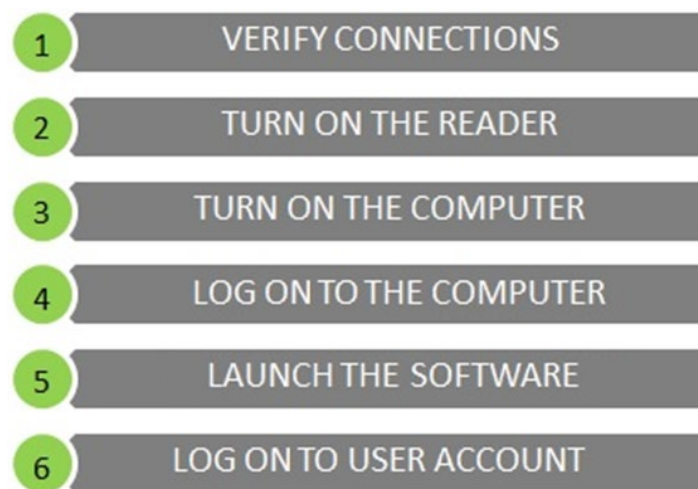 1 VERIFY CONNECTIONS
2 TURN ON THE READER
3 TURN ON THE COMPUTER
4 LOG ON TO THE COMPUTER
5 LAUNCH THE SOFTWARE
6 LOG ON TO USER ACCOUNT